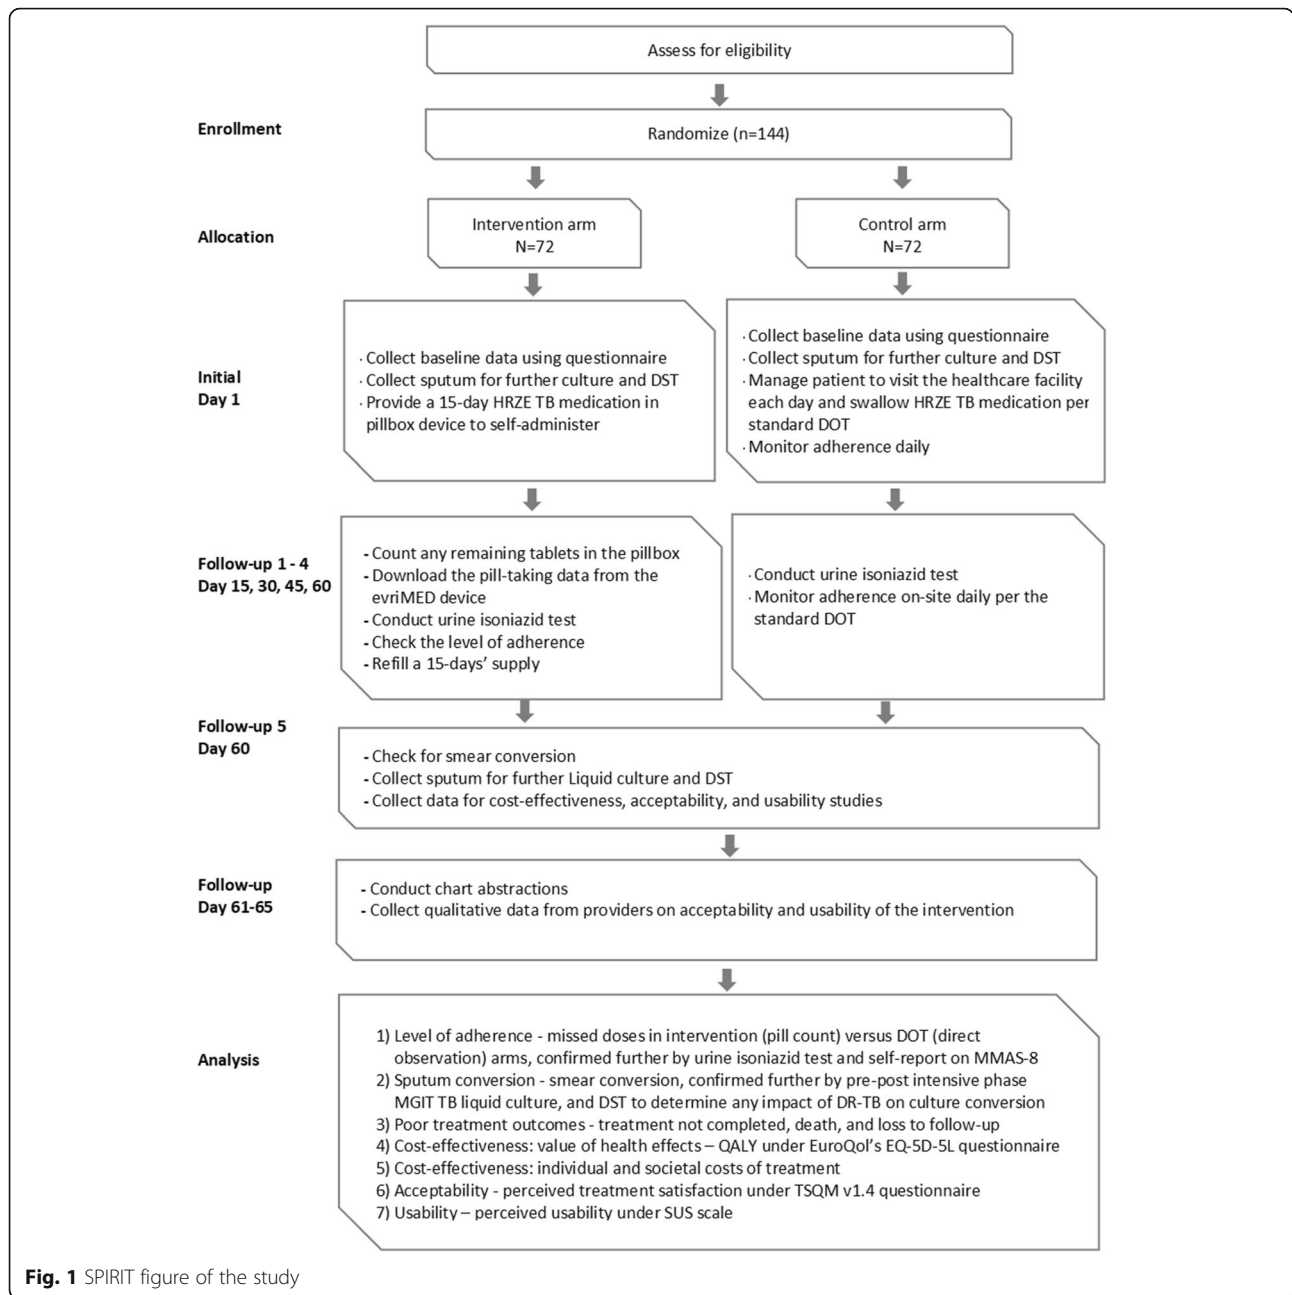 Assess for eligibility
Enrollment
Randomize (n=144)
Allocation
Intervention arm
N=72
Control arm
N=72
Initial
Day 1
· Collect baseline data using questionnaire
· Collect sputum for further culture and DST
· Provide a 15-day HRZE TB medication in
pillbox device to self-administer
· Collect baseline data using questionnaire
· Collect sputum for further culture and DST
· Manage patient to visit the healthcare facility
each day and swallow HRZE TB medication per
standard DOT
· Monitor adherence daily
Follow-up 1 - 4
Day 15, 30, 45, 60
- Count any remaining tablets in the pillbox
- Download the pill-taking data from the
evriMED device
- Conduct urine isoniazid test
- Check the level of adherence
- Refill a 15-days' supply
· Conduct urine isoniazid test
· Monitor adherence on-site daily per the
standard DOT
Follow-up 5
Day 60
- Check for smear conversion
- Collect sputum for further Liquid culture and DST
- Collect data for cost-effectiveness, acceptability, and usability studies
Follow-up
Day 61-65
- Conduct chart abstractions
- Collect qualitative data from providers on acceptability and usability of the intervention
Analysis
1) Level of adherence - missed doses in intervention (pill count) versus DOT (direct
observation) arms, confirmed further by urine isoniazid test and self-report on MMAS-8
2) Sputum conversion - smear conversion, confirmed further by pre-post intensive phase
MGIT TB liquid culture, and DST to determine any impact of DR-TB on culture conversion
3) Poor treatment outcomes - treatment not completed, death, and loss to follow-up
4) Cost-effectiveness: value of health effects – QALY under EuroQol's EQ-5D-5L questionnaire
5) Cost-effectiveness: individual and societal costs of treatment
6) Acceptability - perceived treatment satisfaction under TSQM v1.4 questionnaire
7) Usability – perceived usability under SUS scale
Fig. 1 SPIRIT figure of the study